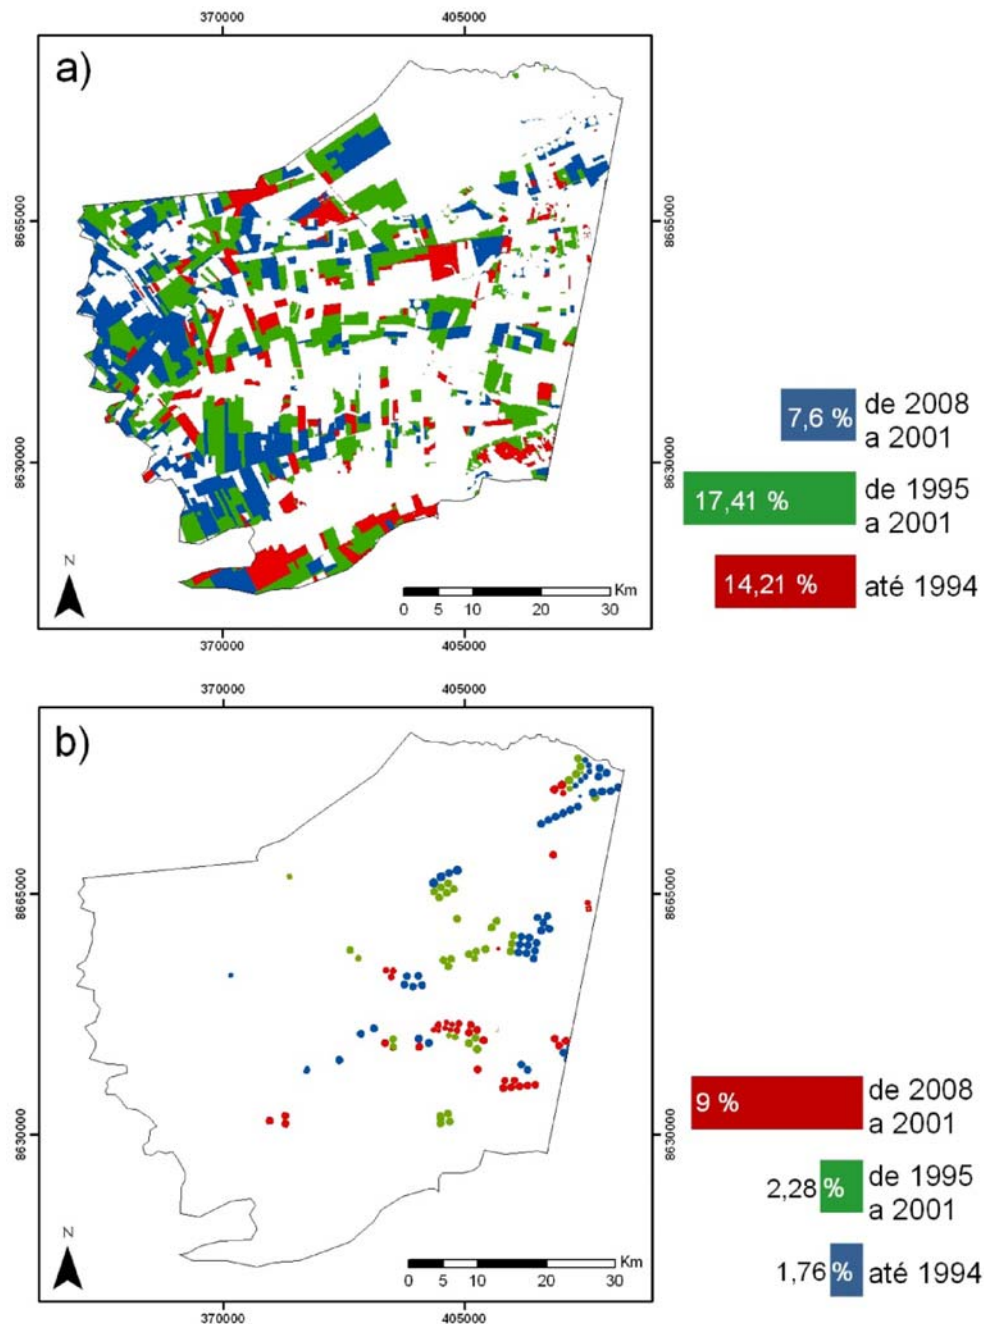 370000 405000
a)
8665000 8665000
7,6 % de 2008
a 2001
8630000 8630000
17,41 % de 1995
a 2001
14,21 % até 1994
N
Km
0 5 10 20 30
370000 405000
370000 405000
b)
8665000 8665000
9 % de 2008
a 2001
8630000 8630000
2,28 % de 1995
a 2001
1,76 % até 1994
N
Km
0 5 10 20 30
370000 405000